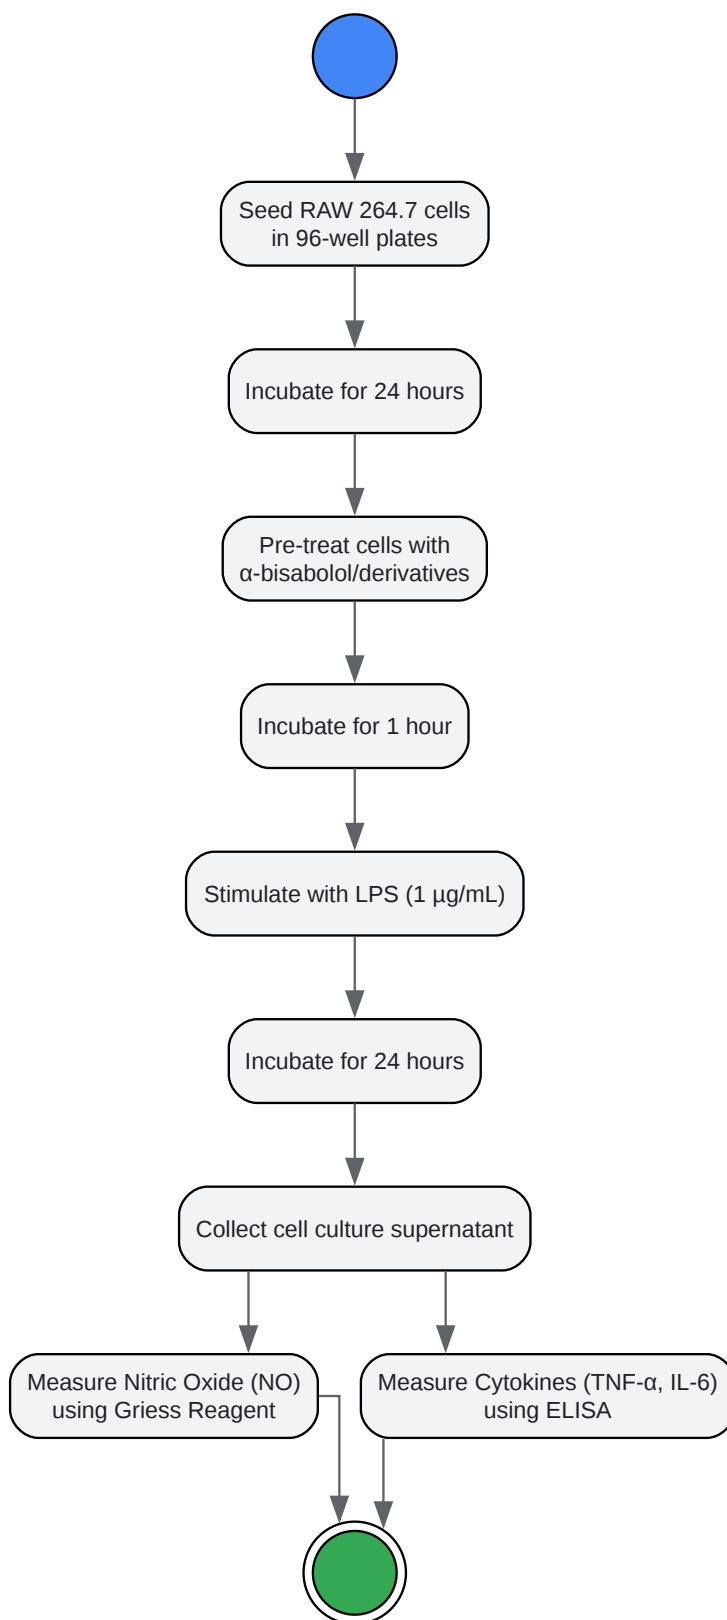 Seed RAW 264.7 cells
in 96-well plates
Incubate for 24 hours
Pre-treat cells with
α-bisabolol/derivatives
Incubate for 1 hour
Stimulate with LPS (1 µg/mL)
Incubate for 24 hours
Collect cell culture supernatant
Measure Nitric Oxide (NO)
using Griess Reagent
Measure Cytokines (TNF-α, IL-6)
using ELISA